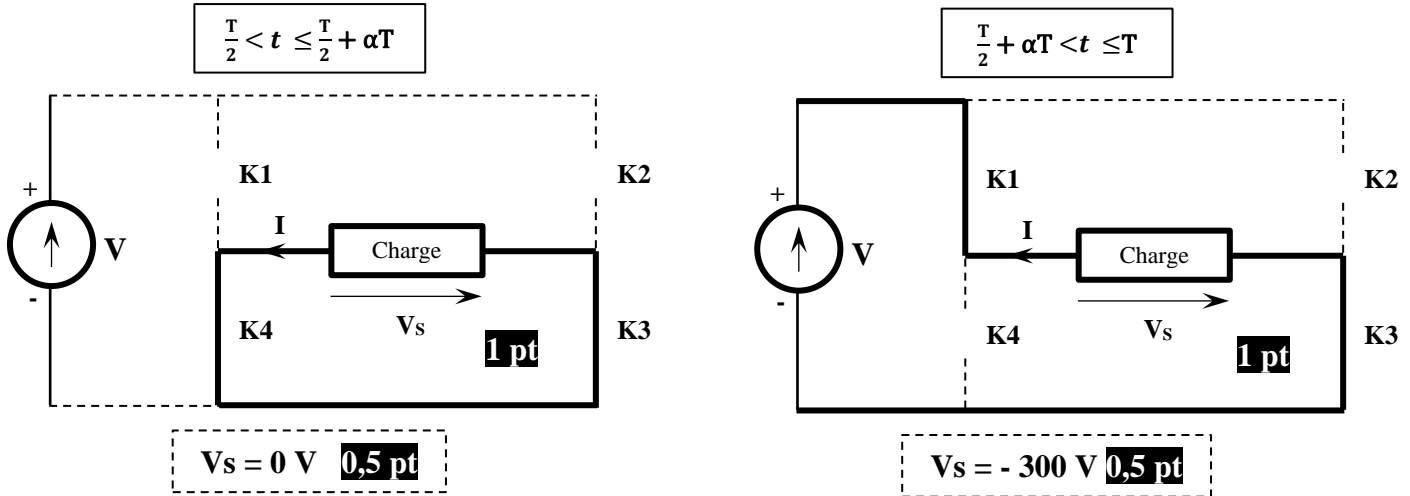 T/2 < t ≤ T/2 + αT
K1
K2
I
Charge
+
V
-
Vs
K4
K3
1 pt
Vs = 0 V 0,5 pt
T/2 + αT < t ≤ T
K1
K2
I
Charge
+
V
-
Vs
K4
K3
1 pt
Vs = - 300 V 0,5 pt